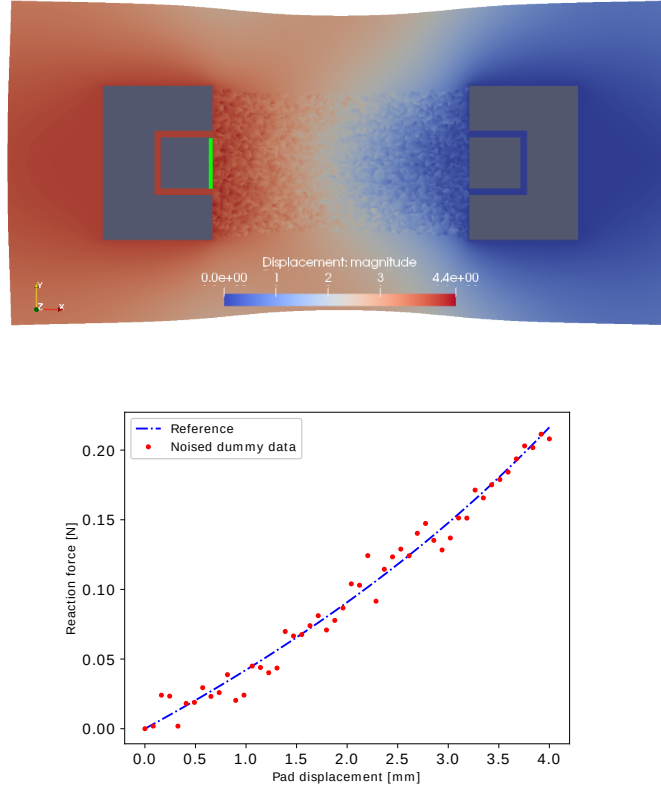 Displacement: magnitude
0.0e+00 1 2 3 4.4e+00
Y
Z X
Reference
Noised dummy data
Reaction force [N]
0.20
0.15
0.10
0.05
0.00
0.0 0.5 1.0 1.5 2.0 2.5 3.0 3.5 4.0
Pad displacement [mm]